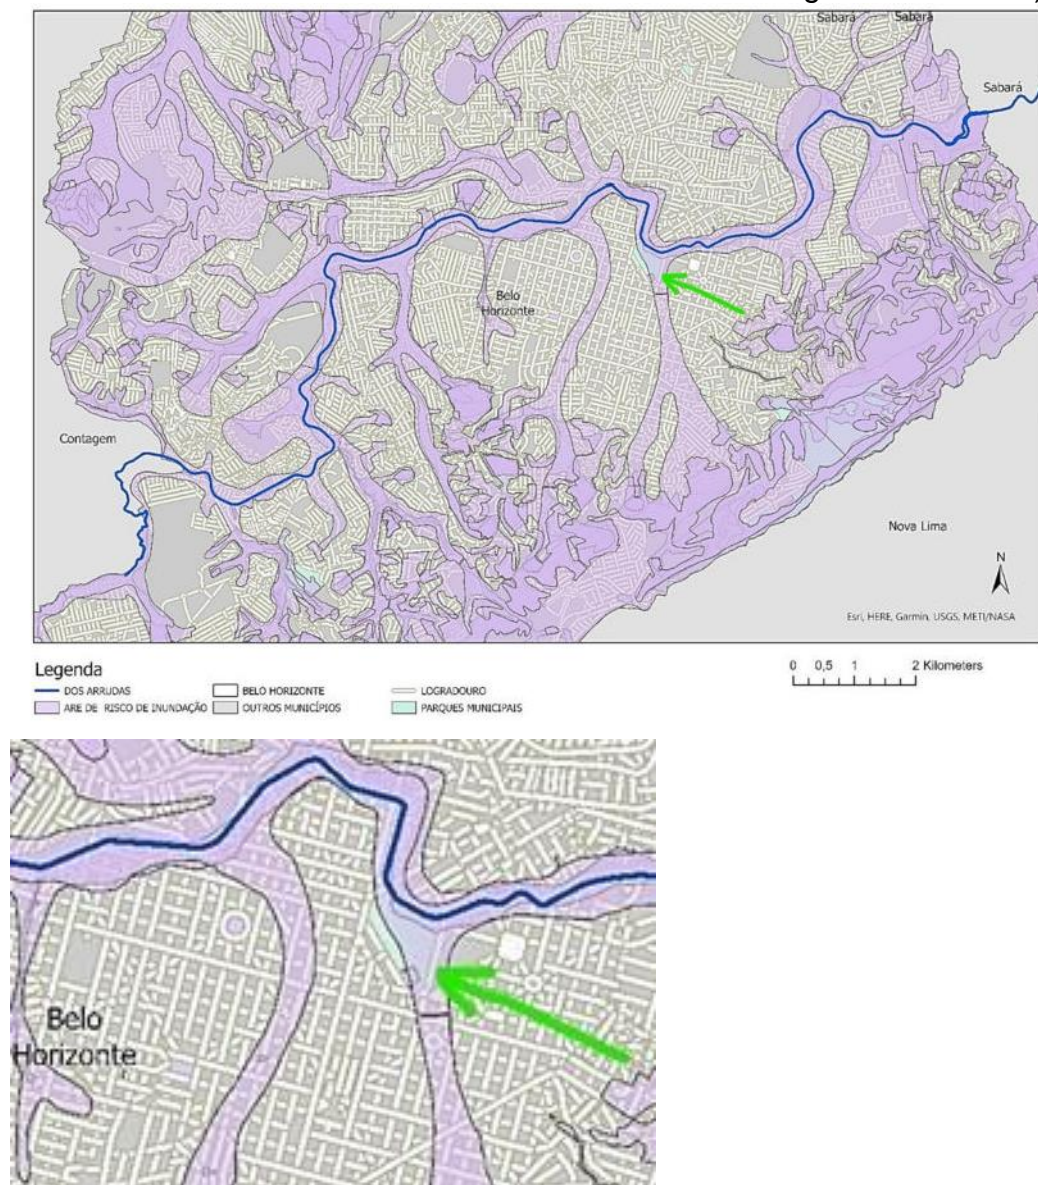 Sabará
Sabará
Sabará
Belo
Horizonte
Contagem
Nova Lima
N
Esri, HERE, Garmin, USGS, METI/NASA
Legenda
DOS ARRUDAS
BELO HORIZONTE
LOGRADOURO
ARE DE RISCO DE INUNDAÇÃO
OUTROS MUNICÍPIOS
PARQUES MUNICIPAIS
0 0,5 1 2 Kilometers
Belo
Horizonte